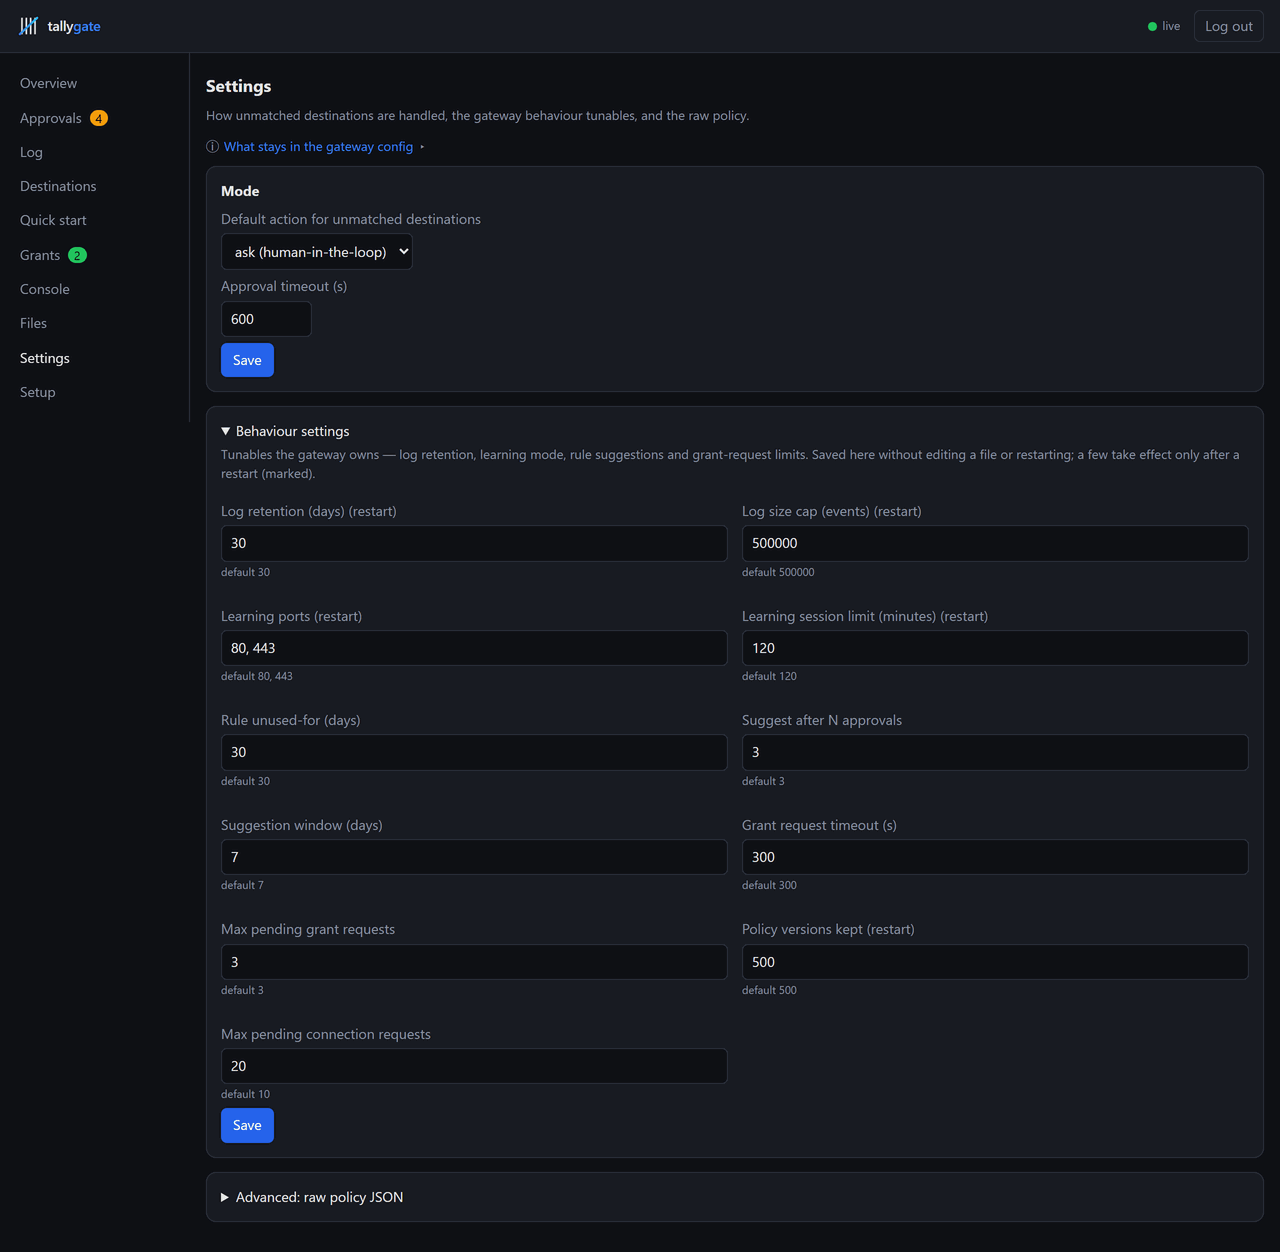 tallygate
live
Log out
Overview
Approvals 4
Log
Destinations
Quick start
Grants 2
Console
Files
Settings
Setup
Settings
How unmatched destinations are handled, the gateway behaviour tunables, and the raw policy.
What stays in the gateway config
Mode
Default action for unmatched destinations
ask (human-in-the-loop)
Approval timeout (s)
600
Save
Behaviour settings
Tunables the gateway owns — log retention, learning mode, rule suggestions and grant-request limits. Saved here without editing a file or restarting; a few take effect only after a
restart (marked).
Log retention (days) (restart)
30
default 30
Log size cap (events) (restart)
500000
default 500000
Learning ports (restart)
80, 443
default 80, 443
Learning session limit (minutes) (restart)
120
default 120
Rule unused-for (days)
30
default 30
Suggest after N approvals
3
default 3
Suggestion window (days)
7
default 7
Grant request timeout (s)
300
default 300
Max pending grant requests
3
default 3
Policy versions kept (restart)
500
default 500
Max pending connection requests
20
default 10
Save
Advanced: raw policy JSON